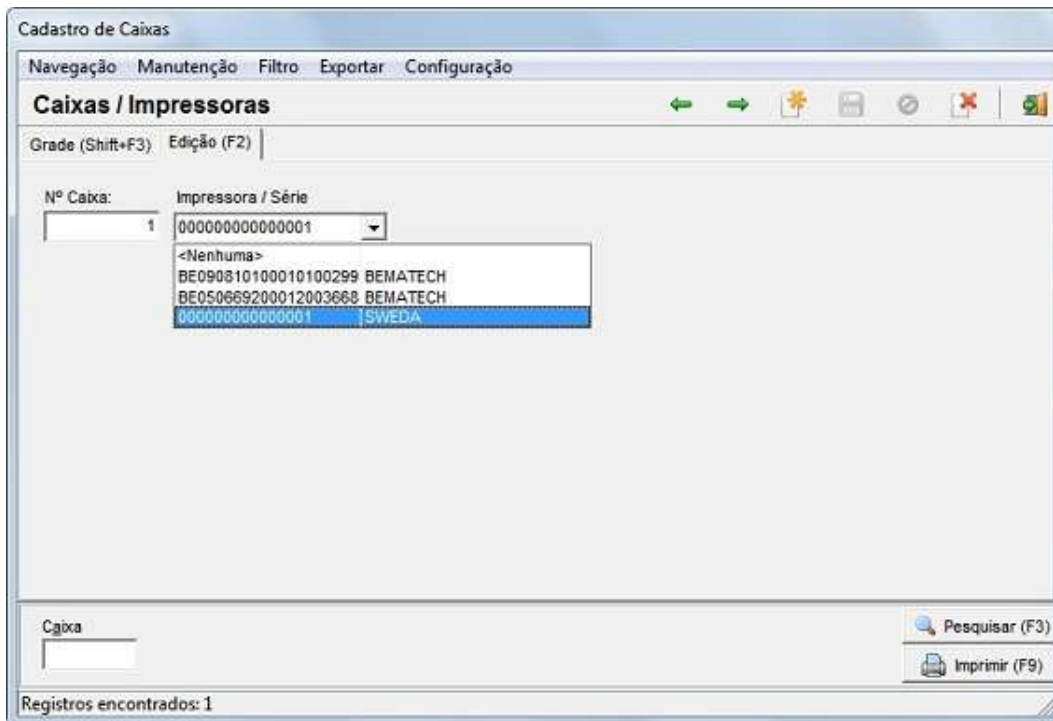 Cadastro de Caixas
Navegação Manutenção Filtro Exportar Configuração
Caixas / Impressoras
Grade (Shift+F3) Edição (F2)
Nº Caixa: Impressora / Série
1 000000000000001
<Nenhuma>
BE090810100010100299 BEMATECH
BE050669200012003668 BEMATECH
000000000000001 SWEDA
Caixa
Pesquisar (F3)
Imprimir (F9)
Registros encontrados: 1